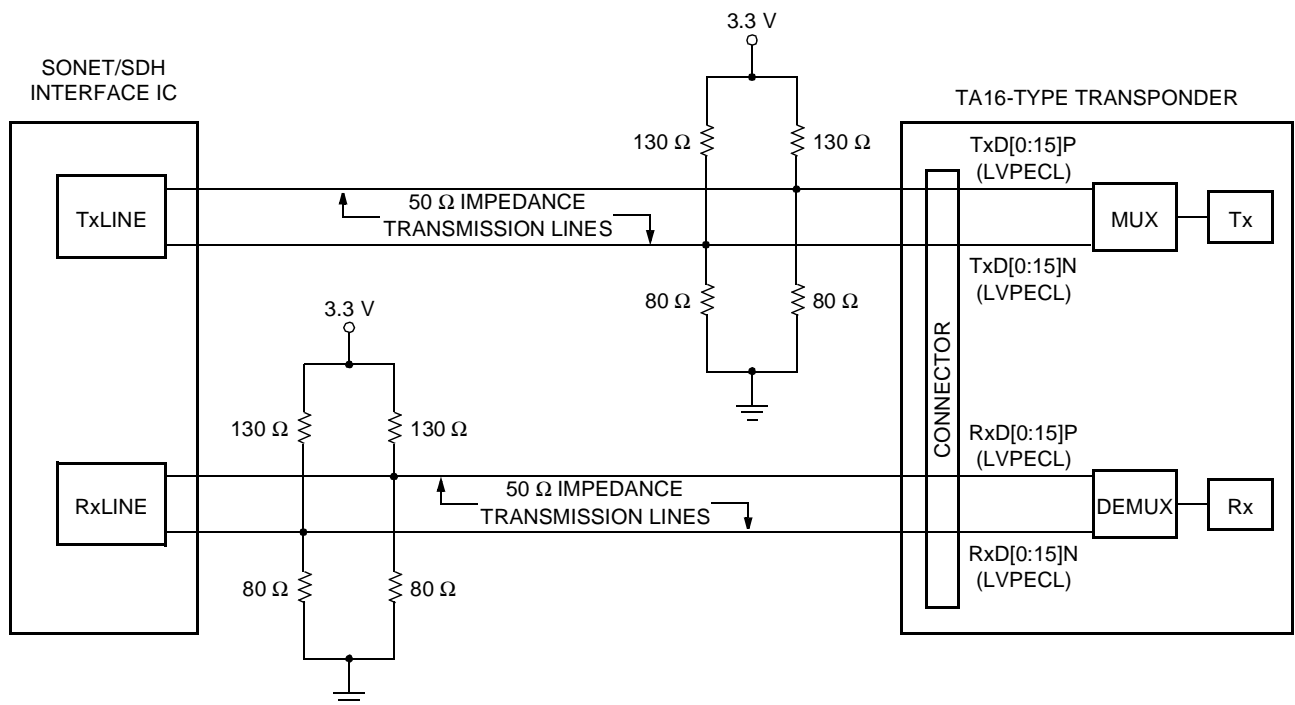 3.3 V
SONET/SDH
INTERFACE IC
TA16-TYPE TRANSPONDER
130 Ω
130 Ω
TxD[0:15]P
(LVPECL)
TxLINE
50 Ω IMPEDANCE
TRANSMISSION LINES
MUX
Tx
TxD[0:15]N
(LVPECL)
80 Ω
80 Ω
3.3 V
CONNECTOR
130 Ω
130 Ω
RxD[0:15]P
(LVPECL)
RxLINE
50 Ω IMPEDANCE
TRANSMISSION LINES
DEMUX
Rx
RxD[0:15]N
(LVPECL)
80 Ω
80 Ω